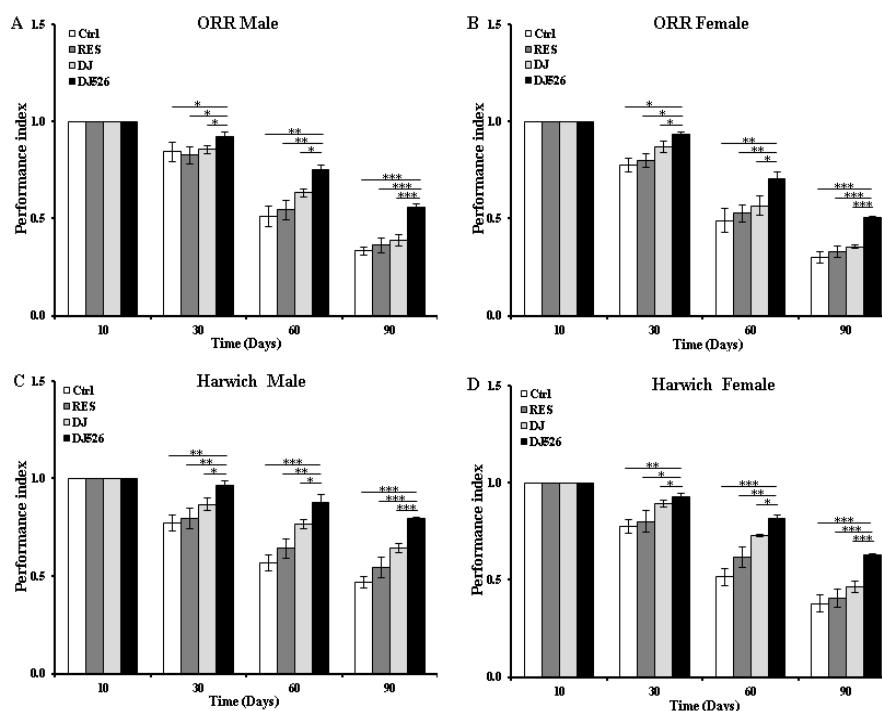 A
ORR Male
1.5
Ctrl
RES
DJ
DJ526
1.0
0.5
0.0
Performance index
*
*
*
**
**
*
***
***
***
10 30 60 90
Time (Days)
B
ORR Female
1.5
Ctrl
RES
DJ
DJ526
1.0
0.5
0.0
Performance index
*
*
*
**
**
*
***
***
***
10 30 60 90
Time (Days)
C
Harwich Male
1.5
Ctrl
RES
DJ
DJ526
1.0
0.5
0.0
Performance index
**
**
*
***
**
*
***
***
***
10 30 60 90
Time (Days)
D
Harwich Female
1.5
Ctrl
RES
DJ
DJ526
1.0
0.5
0.0
Performance index
**
*
*
***
**
*
***
***
***
10 30 60 90
Time (Days)